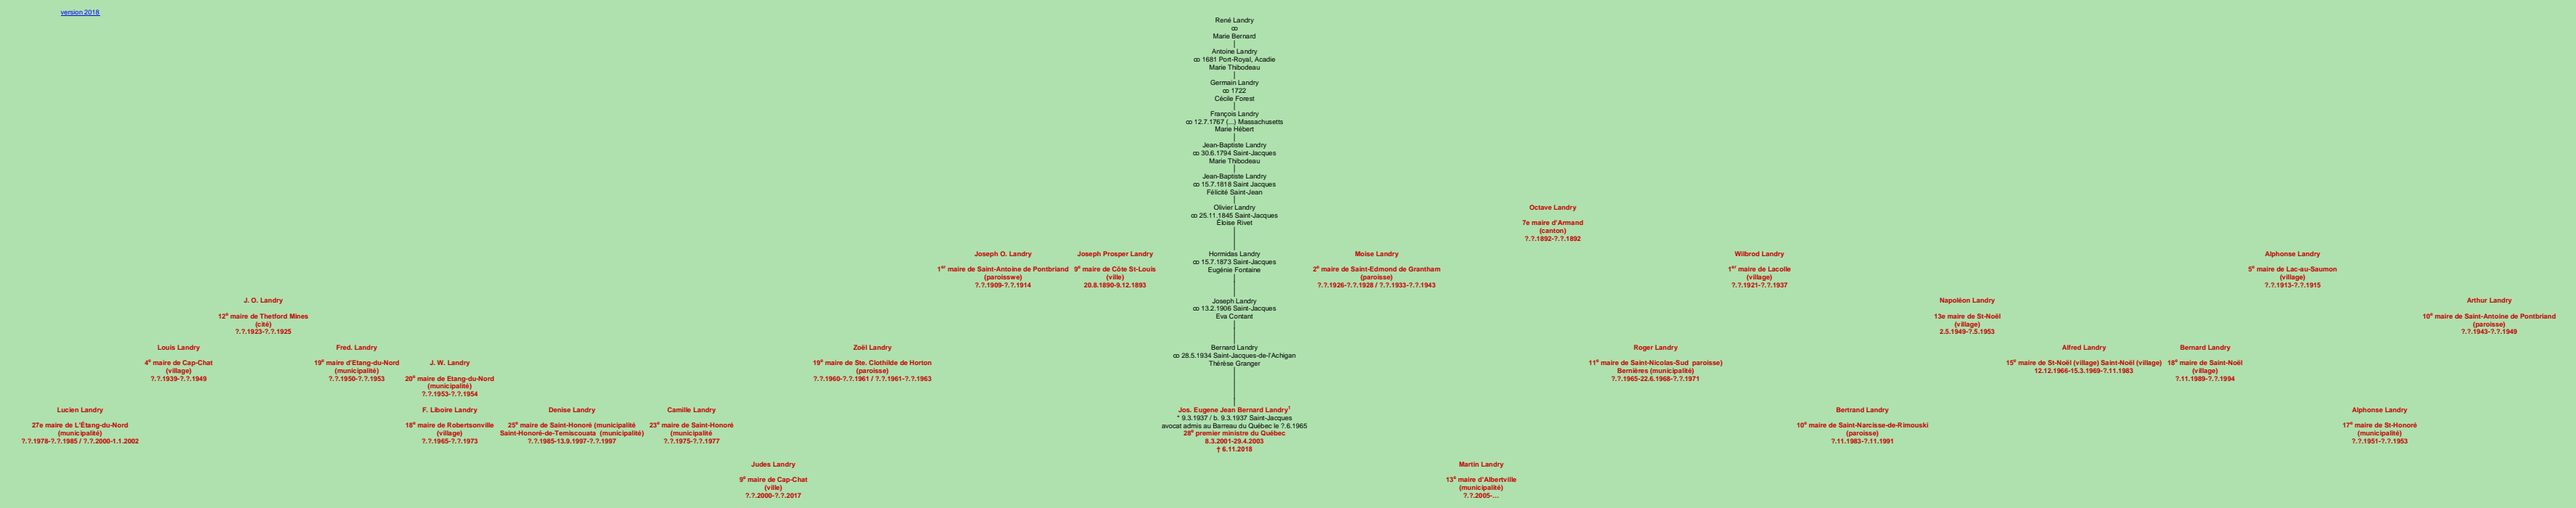 version 2018
René Landry
ꝏ
Marie Bernard
Antoine Landry
ꝏ 1681 Port-Royal, Acadie
Marie Thibodeau
Germain Landry
ꝏ 1722
Cécile Forest
François Landry
ꝏ 12.7.1767 (...) Massachusetts
Marie Hébert
Jean-Baptiste Landry
ꝏ 30.6.1794 Saint-Jacques
Marie Thibodeau
Jean-Baptiste Landry
ꝏ 15.7.1818 Saint Jacques
Félicité Saint-Jean
Olivier Landry
ꝏ 25.11.1845 Saint-Jacques
Éloise Rivet
Octave Landry
7e maire d'Armand
(canton)
?.?.1892-?.?.1892
Joseph O. Landry
1er maire de Saint-Antoine de Pontbriand
(paroisswe)
?.?.1909-?.?.1914
Joseph Prosper Landry
9e maire de Côte St-Louis
(ville)
20.8.1890-9.12.1893
Hormidas Landry
ꝏ 15.7.1873 Saint-Jacques
Eugènie Fontaine
Moise Landry
2e maire de Saint-Edmond de Grantham
(paroisse)
?.?.1926-?.?.1928 / ?.?.1933-?.?.1943
Wilbrod Landry
1er maire de Lacolle
(village)
?.?.1921-?.?.1937
Alphonse Landry
5e maire de Lac-au-Saumon
(village)
?.?.1913-?.?.1915
J. O. Landry
12e maire de Thetford Mines
(cité)
?.?.1923-?.?.1925
Joseph Landry
ꝏ 13.2.1906 Saint-Jacques
Eva Contant
Napoléon Landry
13e maire de St-Noël
(village)
2.5.1949-?.5.1953
Arthur Landry
10e maire de Saint-Antoine de Pontbriand
(paroisse)
?.?.1943-?.?.1949
Louis Landry
4e maire de Cap-Chat
(village)
?.?.1939-?.?.1949
Fred. Landry
19e maire d'Etang-du-Nord
(municipalité)
?.?.1950-?.?.1953
J. W. Landry
20e maire de Etang-du-Nord
(municipalité)
?.?.1953-?.?.1954
Zoël Landry
19e maire de Ste. Clothilde de Horton
(paroisse)
?.?.1960-?.?.1961 / ?.?.1961-?.?.1963
Bernard Landry
ꝏ 28.5.1934 Saint-Jacques-de-l'Achigan
Thérèse Granger
Roger Landry
11e maire de Saint-Nicolas-Sud paroisse)
Bernières (municipalité)
?.?.1965-22.6.1968-?.?.1971
Alfred Landry
15e maire de St-Noël (village) Saint-Noël (village)
12.12.1966-15.3.1969-?.11.1983
Bernard Landry
18e maire de Saint-Noël
(village)
?.11.1989-?.?.1994
Lucien Landry
27e maire de L'Étang-du-Nord
(municipalité)
?.?.1978-?.?.1985 / ?.?.2000-1.1.2002
F. Liboire Landry
18e maire de Robertsonville
(village)
?.?.1965-?.?.1973
Denise Landry
25e maire de Saint-Honoré (municipalité
Saint-Honoré-de-Temiscouata (municipalité)
?.?.1985-13.9.1997-?.?.1997
Camille Landry
23e maire de Saint-Honoré
(municipalité
?.?.1975-?.?.1977
Jos. Eugene Jean Bernard Landry1
* 9.3.1937 / b. 9.3.1937 Saint-Jacques
avocat admis au Barreau du Québec le ?.6.1965
28e premier ministre du Québec
8.3.2001-29.4.2003
† 6.11.2018
Bertrand Landry
10e maire de Saint-Narcisse-de-Rimouski
(paroisse)
?.11.1983-?.11.1991
Alphonse Landry
17e maire de St-Honoré
(municipalité)
?.?.1951-?.?.1953
Judes Landry
9e maire de Cap-Chat
(ville)
?.?.2000-?.?.2017
Martin Landry
13e maire d'Albertville
(municipalité)
?.?.2005-...